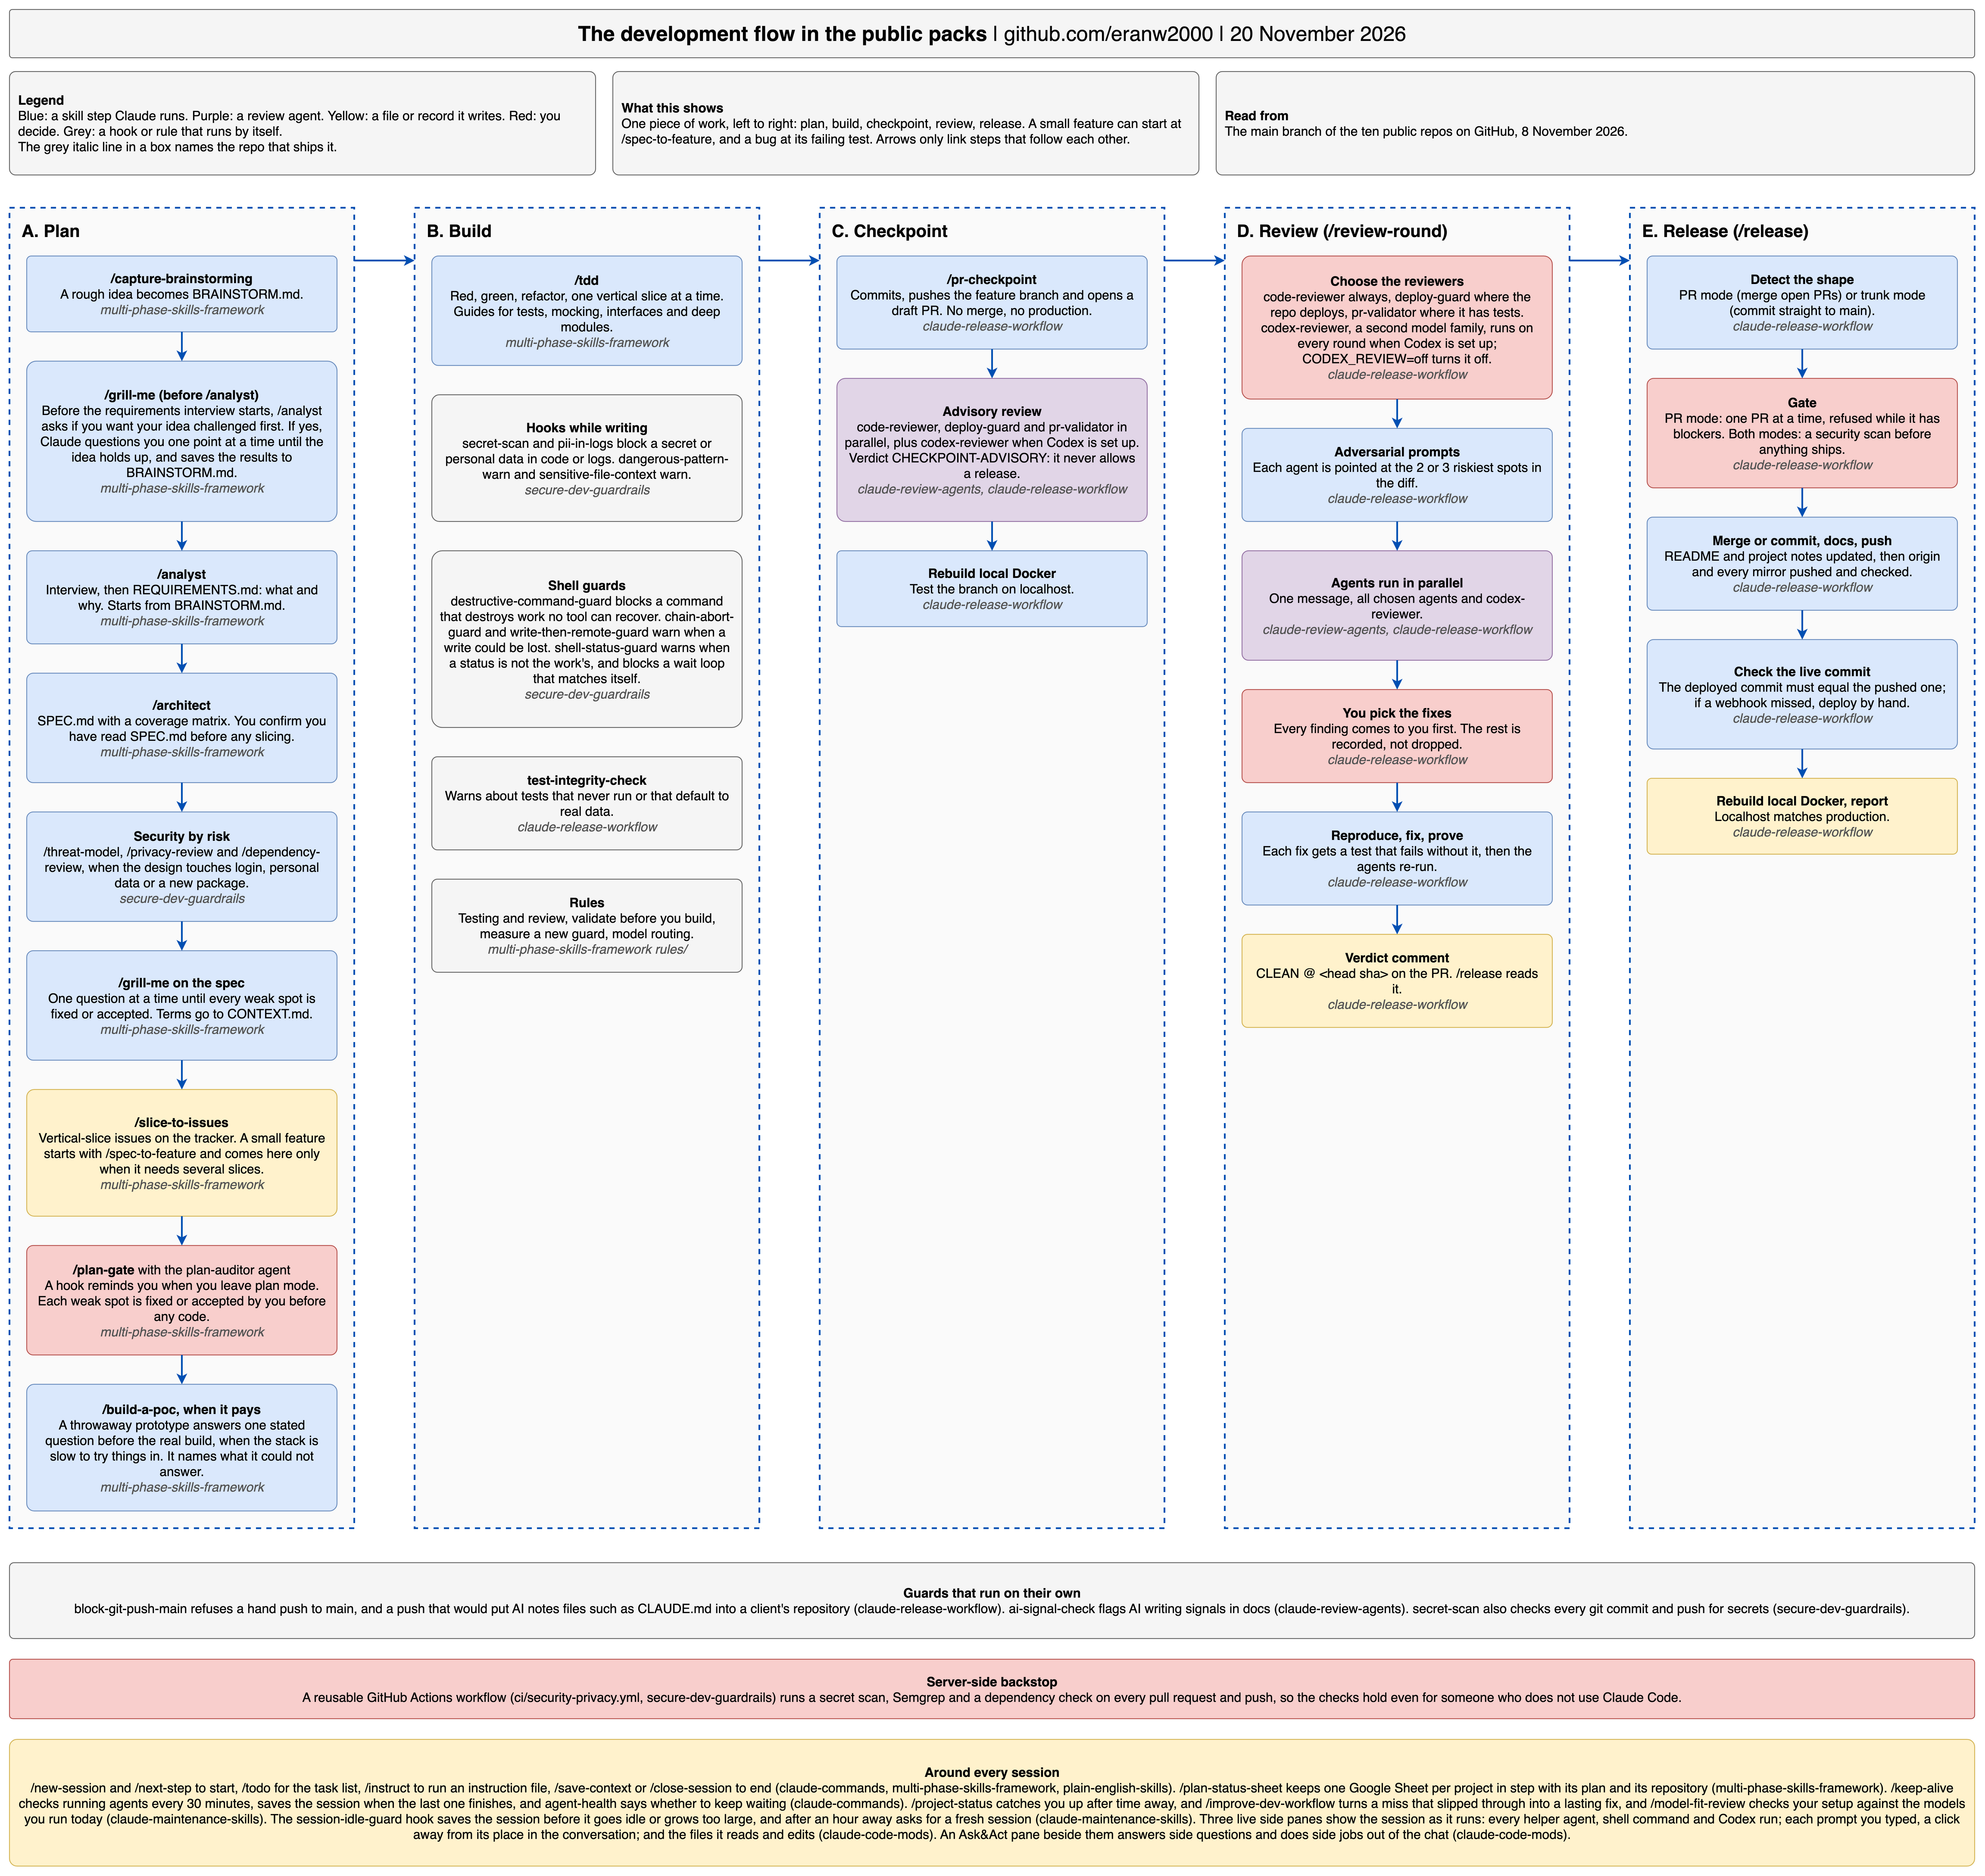 The development flow in the public packs | github.com/eranw2000 | 20 November 2026
Legend
Blue: a skill step Claude runs. Purple: a review agent. Yellow: a file or record it writes. Red: you
decide. Grey: a hook or rule that runs by itself.
The grey italic line in a box names the repo that ships it.
What this shows
One piece of work, left to right: plan, build, checkpoint, review, release. A small feature can start at
/spec-to-feature, and a bug at its failing test. Arrows only link steps that follow each other.
Read from
The main branch of the ten public repos on GitHub, 8 November 2026.
A. Plan
/capture-brainstorming
A rough idea becomes BRAINSTORM.md.
multi-phase-skills-framework
/grill-me (before /analyst)
Before the requirements interview starts, /analyst
asks if you want your idea challenged first. If yes,
Claude questions you one point at a time until the
idea holds up, and saves the results to
BRAINSTORM.md.
multi-phase-skills-framework
/analyst
Interview, then REQUIREMENTS.md: what and
why. Starts from BRAINSTORM.md.
multi-phase-skills-framework
/architect
SPEC.md with a coverage matrix. You confirm you
have read SPEC.md before any slicing.
multi-phase-skills-framework
Security by risk
/threat-model, /privacy-review and /dependency-
review, when the design touches login, personal
data or a new package.
secure-dev-guardrails
/grill-me on the spec
One question at a time until every weak spot is
fixed or accepted. Terms go to CONTEXT.md.
multi-phase-skills-framework
/slice-to-issues
Vertical-slice issues on the tracker. A small feature
starts with /spec-to-feature and comes here only
when it needs several slices.
multi-phase-skills-framework
/plan-gate with the plan-auditor agent
A hook reminds you when you leave plan mode.
Each weak spot is fixed or accepted by you before
any code.
multi-phase-skills-framework
/build-a-poc, when it pays
A throwaway prototype answers one stated
question before the real build, when the stack is
slow to try things in. It names what it could not
answer.
multi-phase-skills-framework
B. Build
/tdd
Red, green, refactor, one vertical slice at a time.
Guides for tests, mocking, interfaces and deep
modules.
multi-phase-skills-framework
Hooks while writing
secret-scan and pii-in-logs block a secret or
personal data in code or logs. dangerous-pattern-
warn and sensitive-file-context warn.
secure-dev-guardrails
Shell guards
destructive-command-guard blocks a command
that destroys work no tool can recover. chain-abort-
guard and write-then-remote-guard warn when a
write could be lost. shell-status-guard warns when
a status is not the work's, and blocks a wait loop
that matches itself.
secure-dev-guardrails
test-integrity-check
Warns about tests that never run or that default to
real data.
claude-release-workflow
Rules
Testing and review, validate before you build,
measure a new guard, model routing.
multi-phase-skills-framework rules/
C. Checkpoint
/pr-checkpoint
Commits, pushes the feature branch and opens a
draft PR. No merge, no production.
claude-release-workflow
Advisory review
code-reviewer, deploy-guard and pr-validator in
parallel, plus codex-reviewer when Codex is set up.
Verdict CHECKPOINT-ADVISORY: it never allows
a release.
claude-review-agents, claude-release-workflow
Rebuild local Docker
Test the branch on localhost.
claude-release-workflow
D. Review (/review-round)
Choose the reviewers
code-reviewer always, deploy-guard where the
repo deploys, pr-validator where it has tests.
codex-reviewer, a second model family, runs on
every round when Codex is set up;
CODEX_REVIEW=off turns it off.
claude-release-workflow
Adversarial prompts
Each agent is pointed at the 2 or 3 riskiest spots in
the diff.
claude-release-workflow
Agents run in parallel
One message, all chosen agents and codex-
reviewer.
claude-review-agents, claude-release-workflow
You pick the fixes
Every finding comes to you first. The rest is
recorded, not dropped.
claude-release-workflow
Reproduce, fix, prove
Each fix gets a test that fails without it, then the
agents re-run.
claude-release-workflow
Verdict comment
CLEAN @ <head sha> on the PR. /release reads
it.
claude-release-workflow
E. Release (/release)
Detect the shape
PR mode (merge open PRs) or trunk mode
(commit straight to main).
claude-release-workflow
Gate
PR mode: one PR at a time, refused while it has
blockers. Both modes: a security scan before
anything ships.
claude-release-workflow
Merge or commit, docs, push
README and project notes updated, then origin
and every mirror pushed and checked.
claude-release-workflow
Check the live commit
The deployed commit must equal the pushed one;
if a webhook missed, deploy by hand.
claude-release-workflow
Rebuild local Docker, report
Localhost matches production.
claude-release-workflow
Guards that run on their own
block-git-push-main refuses a hand push to main, and a push that would put AI notes files such as CLAUDE.md into a client's repository (claude-release-workflow). ai-signal-check flags AI writing signals in docs (claude-review-agents). secret-scan also checks every git commit and push for secrets (secure-dev-guardrails).
Server-side backstop
A reusable GitHub Actions workflow (ci/security-privacy.yml, secure-dev-guardrails) runs a secret scan, Semgrep and a dependency check on every pull request and push, so the checks hold even for someone who does not use Claude Code.
Around every session
/new-session and /next-step to start, /todo for the task list, /instruct to run an instruction file, /save-context or /close-session to end (claude-commands, multi-phase-skills-framework, plain-english-skills). /plan-status-sheet keeps one Google Sheet per project in step with its plan and its repository (multi-phase-skills-framework). /keep-alive
checks running agents every 30 minutes, saves the session when the last one finishes, and agent-health says whether to keep waiting (claude-commands). /project-status catches you up after time away, and /improve-dev-workflow turns a miss that slipped through into a lasting fix, and /model-fit-review checks your setup against the models
you run today (claude-maintenance-skills). The session-idle-guard hook saves the session before it goes idle or grows too large, and after an hour away asks for a fresh session (claude-maintenance-skills). Three live side panes show the session as it runs: every helper agent, shell command and Codex run; each prompt you typed, a click
away from its place in the conversation; and the files it reads and edits (claude-code-mods). An Ask&Act pane beside them answers side questions and does side jobs out of the chat (claude-code-mods).